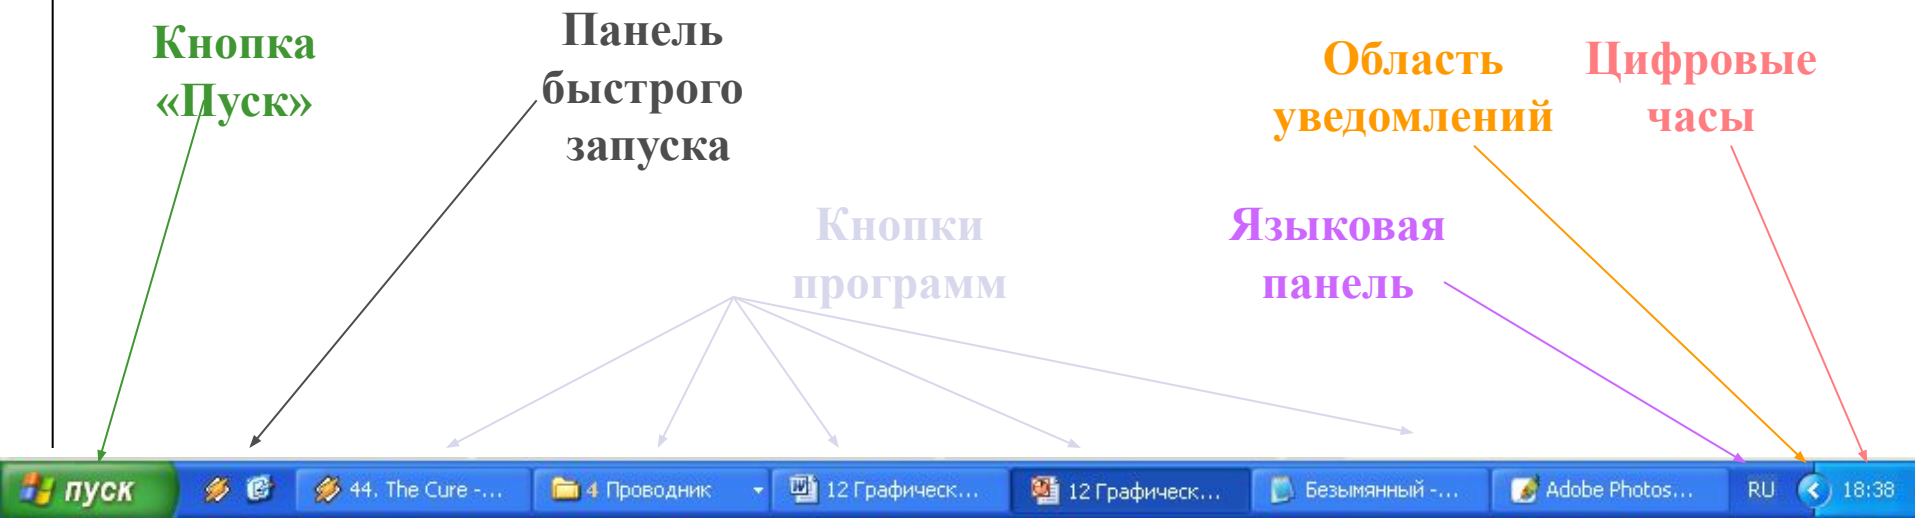 Кнопка
«Пуск»
Панель
быстрого
запуска
Область
уведомлений
Цифровые
часы
Кнопки
программ
Языковая
панель
пуск
44. The Cure -...
4 Проводник
12 Графическ...
12 Графическ...
Безымянный -...
Adobe Photos...
RU
18:38